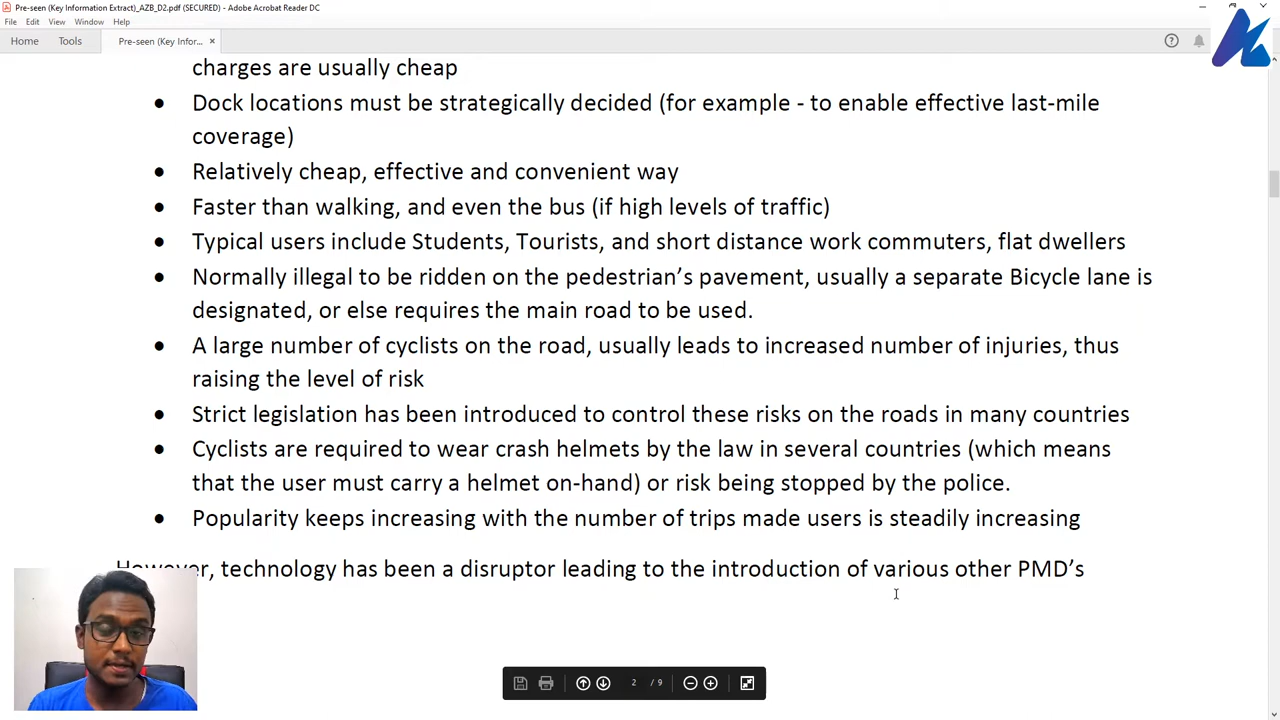 Pre-seen (Key Information Extract)_AZB_D2.pdf (SECURED) - Adobe Acrobat Reader DC
File Edit View Window Help
Home Tools Pre-seen (Key Infor... ×
charges are usually cheap
• Dock locations must be strategically decided (for example - to enable effective last-mile
coverage)
• Relatively cheap, effective and convenient way
• Faster than walking, and even the bus (if high levels of traffic)
• Typical users include Students, Tourists, and short distance work commuters, flat dwellers
• Normally illegal to be ridden on the pedestrian's pavement, usually a separate Bicycle lane is
designated, or else requires the main road to be used.
• A large number of cyclists on the road, usually leads to increased number of injuries, thus
raising the level of risk
• Strict legislation has been introduced to control these risks on the roads in many countries
• Cyclists are required to wear crash helmets by the law in several countries (which means
that the user must carry a helmet on-hand) or risk being stopped by the police.
• Popularity keeps increasing with the number of trips made users is steadily increasing
However, technology has been a disruptor leading to the introduction of various other PMD's
2 / 9